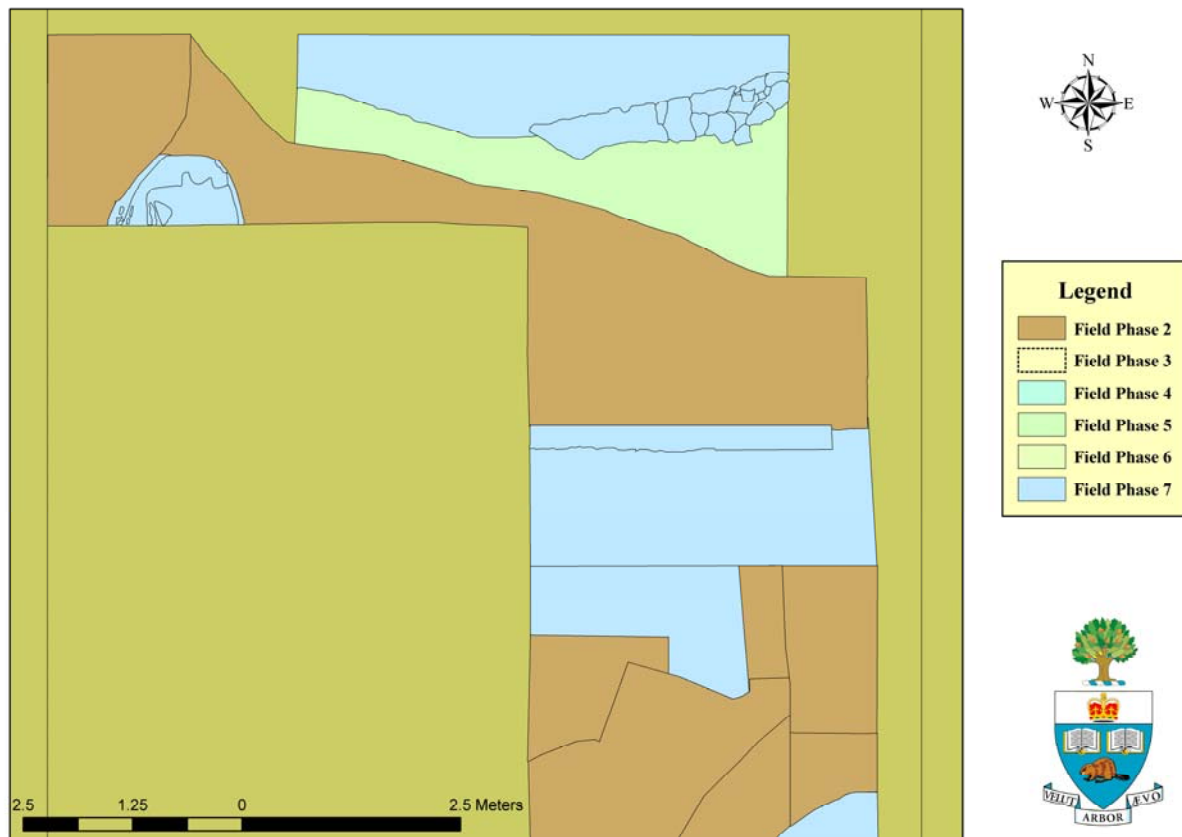 N
W E
S
Legend
Field Phase 2
Field Phase 3
Field Phase 4
Field Phase 5
Field Phase 6
Field Phase 7
2.5 1.25 0 2.5 Meters
VELUT ÆVO
ARBOR